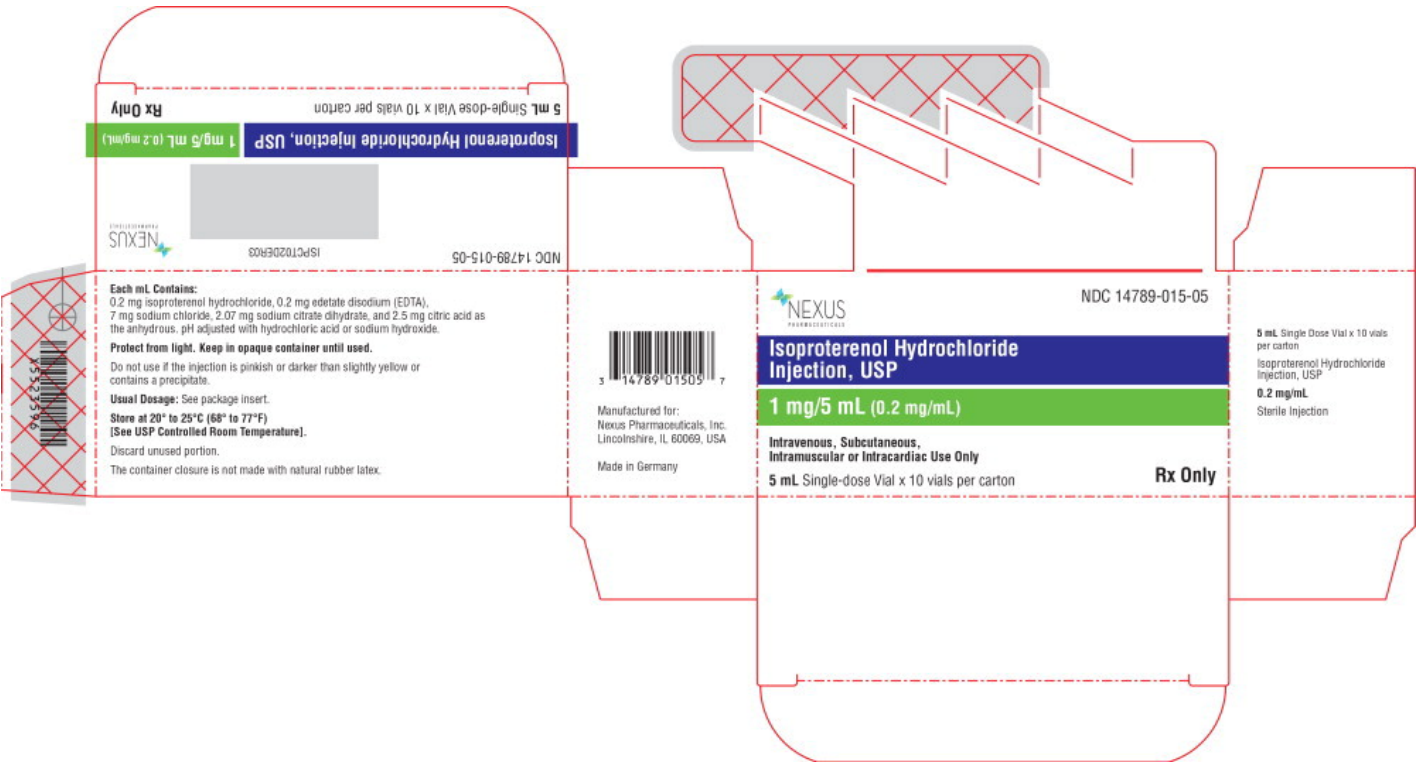 5 mL Single-dose Vial x 10 vials per carton
Rx Only
Isoproterenol Hydrochloride Injection, USP
1 mg/5 mL (0.2 mg/mL)
NEXUS
PHARMACEUTICALS
ISPCT02DER03
NDC 14789-015-05
X5523596
Each mL Contains:
0.2 mg isoproterenol hydrochloride, 0.2 mg edetate disodium (EDTA),
7 mg sodium chloride, 2.07 mg sodium citrate dihydrate, and 2.5 mg citric acid as
the anhydrous. pH adjusted with hydrochloric acid or sodium hydroxide.
Protect from light. Keep in opaque container until used.
Do not use if the injection is pinkish or darker than slightly yellow or
contains a precipitate.
Usual Dosage: See package insert.
Store at 20° to 25°C (68° to 77°F)
[See USP Controlled Room Temperature].
Discard unused portion.
The container closure is not made with natural rubber latex.
3 14789 01505 7
Manufactured for:
Nexus Pharmaceuticals, Inc.
Lincolnshire, IL 60069, USA
Made in Germany
NEXUS
PHARMACEUTICALS
NDC 14789-015-05
Isoproterenol Hydrochloride
Injection, USP
1 mg/5 mL (0.2 mg/mL)
Intravenous, Subcutaneous,
Intramuscular or Intracardiac Use Only
5 mL Single-dose Vial x 10 vials per carton
Rx Only
5 mL Single Dose Vial x 10 vials
per carton
Isoproterenol Hydrochloride
Injection, USP
0.2 mg/mL
Sterile Injection